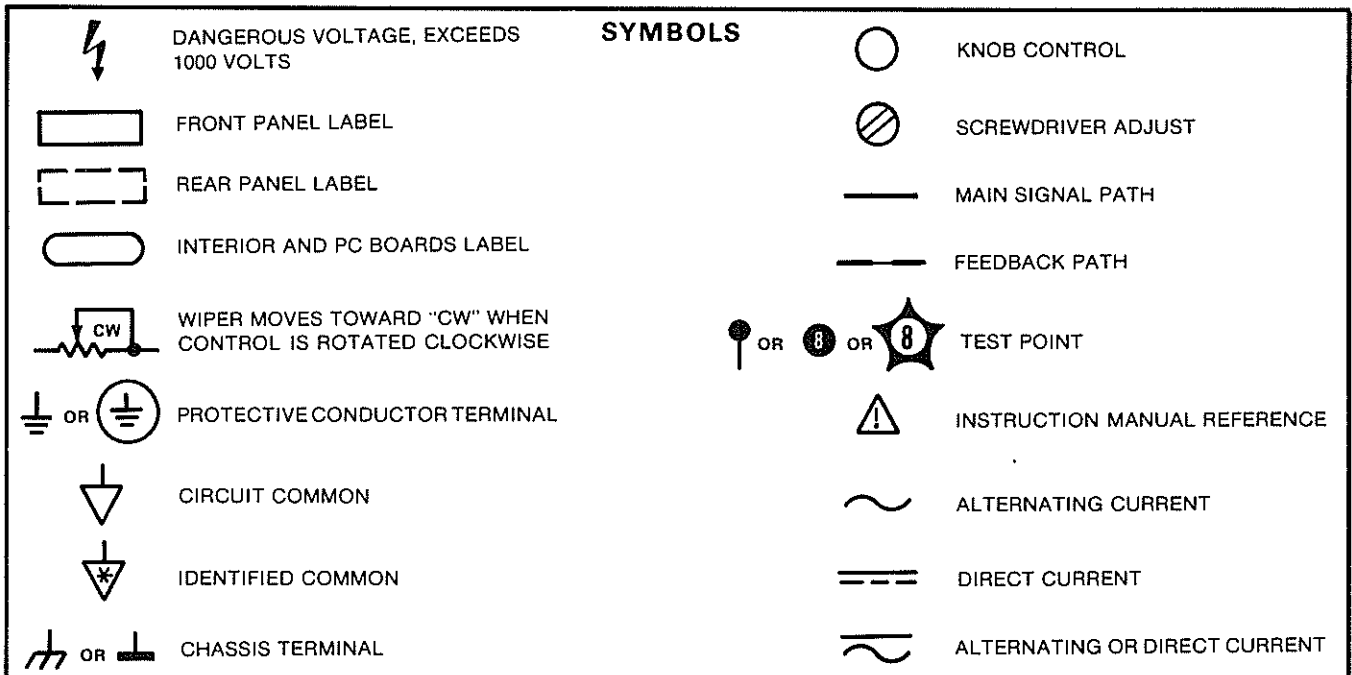 SYMBOLS
DANGEROUS VOLTAGE, EXCEEDS
1000 VOLTS
FRONT PANEL LABEL
REAR PANEL LABEL
INTERIOR AND PC BOARDS LABEL
CW
WIPER MOVES TOWARD "CW" WHEN
CONTROL IS ROTATED CLOCKWISE
OR
PROTECTIVE CONDUCTOR TERMINAL
CIRCUIT COMMON
*
IDENTIFIED COMMON
OR
CHASSIS TERMINAL
KNOB CONTROL
SCREWDRIVER ADJUST
MAIN SIGNAL PATH
FEEDBACK PATH
OR 8 OR 8
TEST POINT
!
INSTRUCTION MANUAL REFERENCE
ALTERNATING CURRENT
DIRECT CURRENT
ALTERNATING OR DIRECT CURRENT